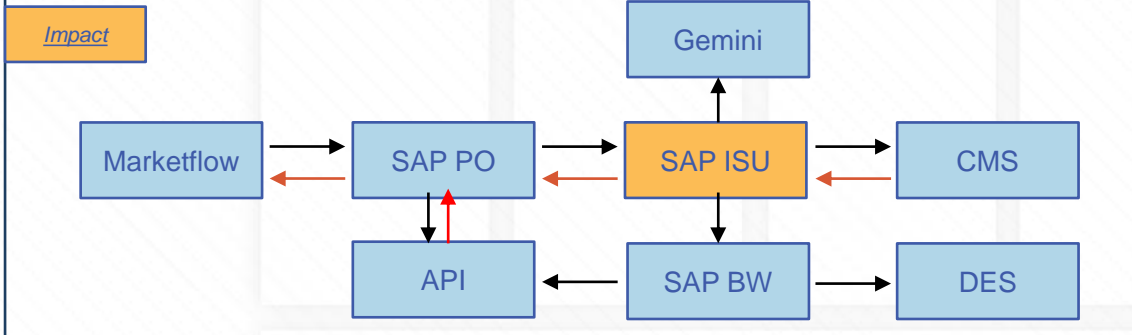 Impact
Gemini
Marketflow
SAP PO
SAP ISU
CMS
API
SAP BW
DES